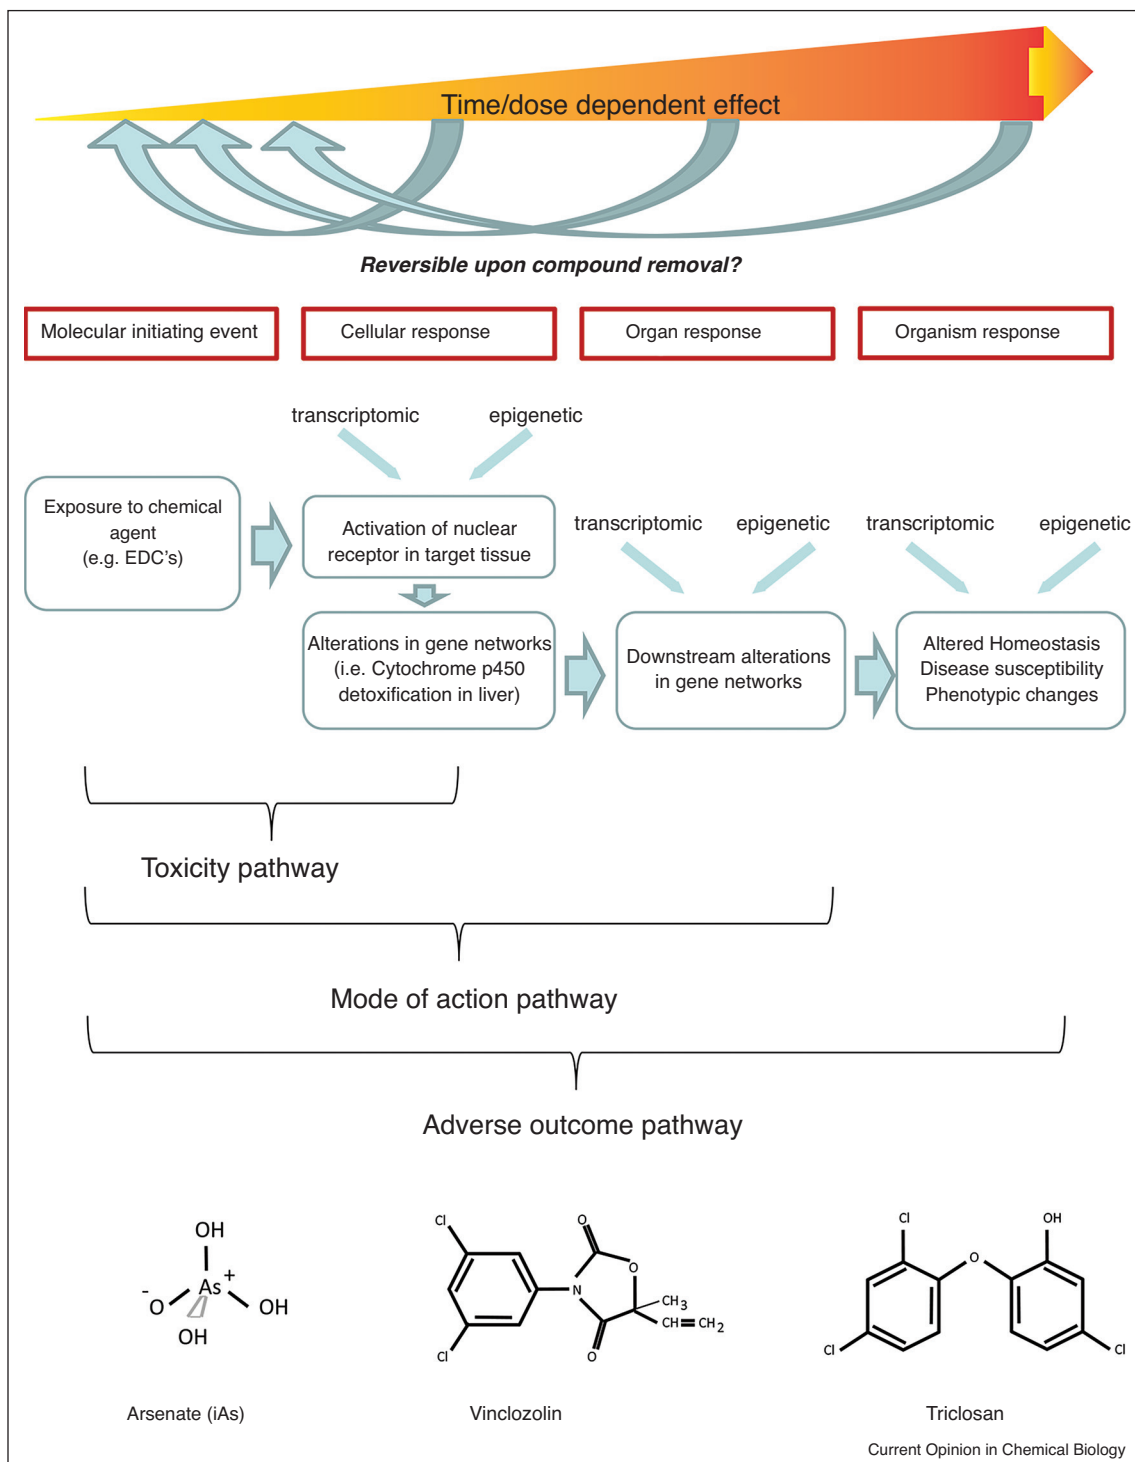 Time/dose dependent effect
Reversible upon compound removal?
Molecular initiating event
Cellular response
Organ response
Organism response
transcriptomic
epigenetic
Exposure to chemical
agent
(e.g. EDC's)
Activation of nuclear
receptor in target tissue
transcriptomic
epigenetic
transcriptomic
epigenetic
Alterations in gene networks
(i.e. Cytochrome p450
detoxification in liver)
Downstream alterations
in gene networks
Altered Homeostasis
Disease susceptibility
Phenotypic changes
Toxicity pathway
Mode of action pathway
Adverse outcome pathway
OH
As
+
-
O
OH
OH
Arsenate (iAs)
Cl
O
O
N
CH3
CH=CH2
O
Cl
Vinclozolin
Cl
OH
O
Cl
Cl
Triclosan
Current Opinion in Chemical Biology